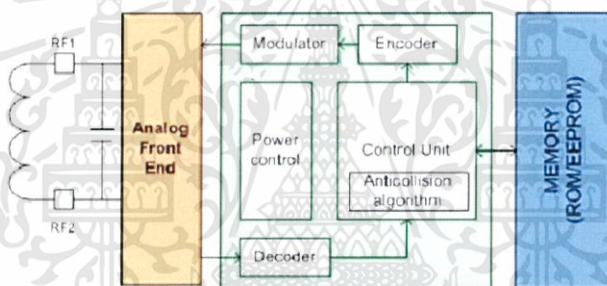 RF1
RF2
Analog
Front
End
Modulator
Encoder
Power
control
Control Unit
Anticollision
algorithm
Decoder
MEMORY
(ROM/EEPROM)